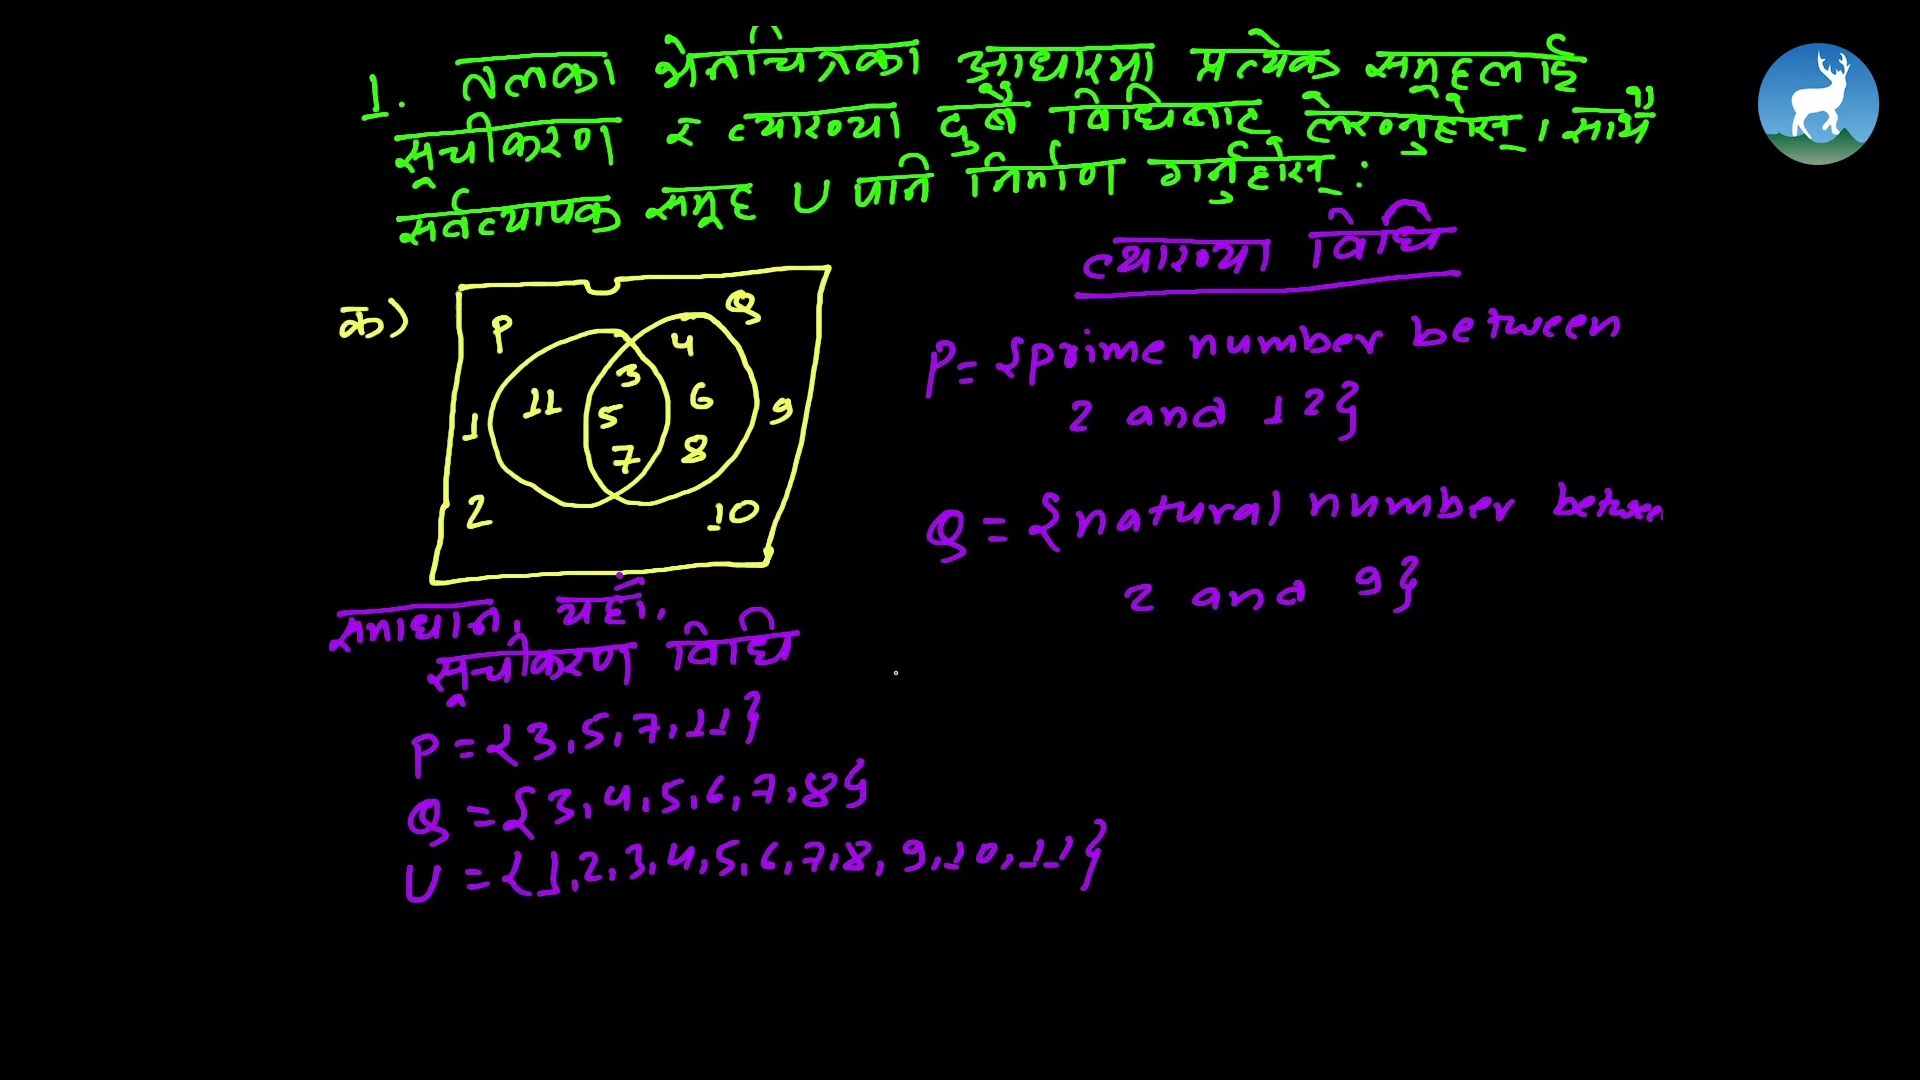 1. तलका भेनचित्रका आधारमा प्रत्येक समूहलाई
सूचीकरण र व्याख्या दुबै विधिबाट लेख्नुहोस् । साथै
सर्वव्यापक समूह U पनि निर्माण गर्नुहोस् :
क)
P
Q
4
3
11
5
6
1
9
7
8
2
10
समाधान, यहाँ,
सूचीकरण विधि
P = {3, 5, 7, 11}
Q = {3, 4, 5, 6, 7, 8}
U = {1, 2, 3, 4, 5, 6, 7, 8, 9, 10, 11}
व्याख्या विधि
P = {prime number between
2 and 12}
Q = {natural number between
2 and 9}